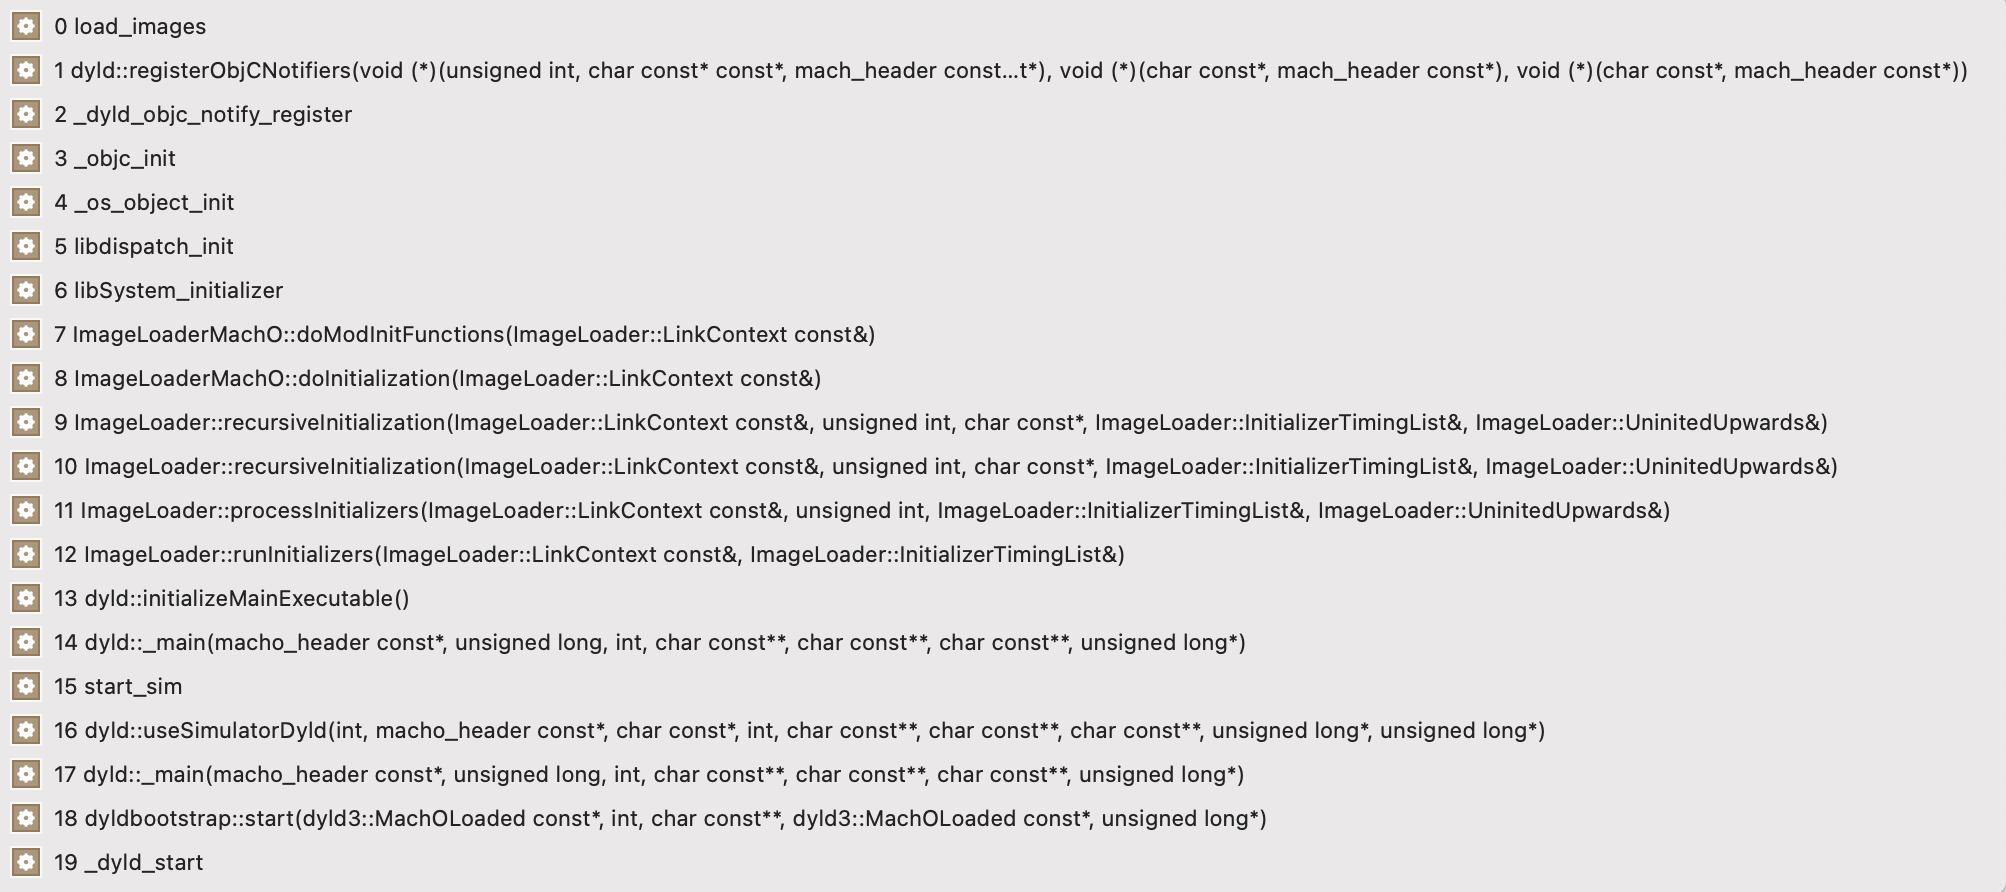 0 load_images
1 dyld::registerObjCNotifiers(void (*)(unsigned int, char const* const*, mach_header const...t*), void (*)(char const*, mach_header const*), void (*)(char const*, mach_header const*))
2 _dyld_objc_notify_register
3 _objc_init
4 _os_object_init
5 libdispatch_init
6 libSystem_initializer
7 ImageLoaderMachO::doModInitFunctions(ImageLoader::LinkContext const&)
8 ImageLoaderMachO::doInitialization(ImageLoader::LinkContext const&)
9 ImageLoader::recursiveInitialization(ImageLoader::LinkContext const&, unsigned int, char const*, ImageLoader::InitializerTimingList&, ImageLoader::UninitedUpwards&)
10 ImageLoader::recursiveInitialization(ImageLoader::LinkContext const&, unsigned int, char const*, ImageLoader::InitializerTimingList&, ImageLoader::UninitedUpwards&)
11 ImageLoader::processInitializers(ImageLoader::LinkContext const&, unsigned int, ImageLoader::InitializerTimingList&, ImageLoader::UninitedUpwards&)
12 ImageLoader::runInitializers(ImageLoader::LinkContext const&, ImageLoader::InitializerTimingList&)
13 dyld::initializeMainExecutable()
14 dyld::_main(macho_header const*, unsigned long, int, char const**, char const**, char const**, unsigned long*)
15 start_sim
16 dyld::useSimulatorDyld(int, macho_header const*, char const*, int, char const**, char const**, char const**, unsigned long*, unsigned long*)
17 dyld::_main(macho_header const*, unsigned long, int, char const**, char const**, char const**, unsigned long*)
18 dyldbootstrap::start(dyld3::MachOLoaded const*, int, char const**, dyld3::MachOLoaded const*, unsigned long*)
19 _dyld_start